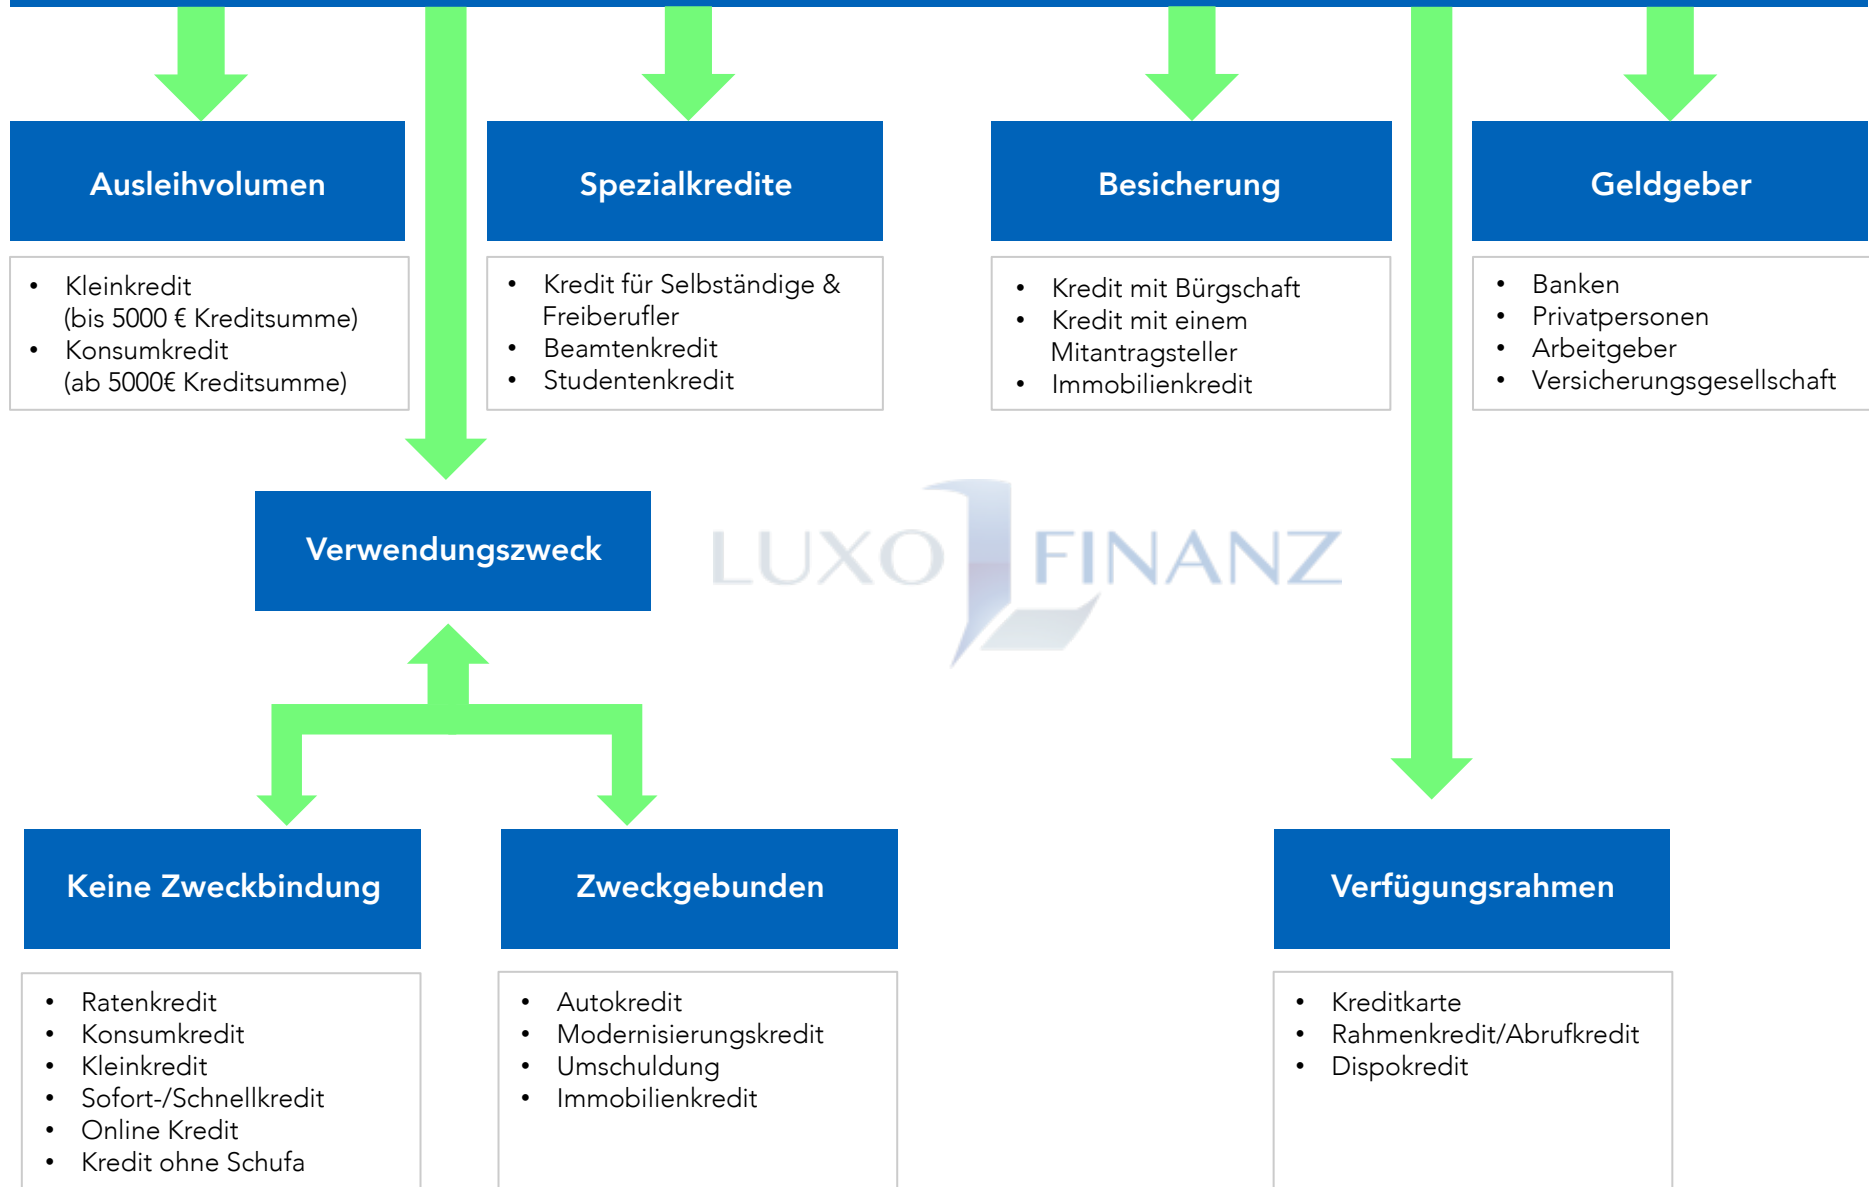 Ausleihvolumen
Spezialkredite
Besicherung
Geldgeber
• Kleinkredit
(bis 5000 € Kreditsumme)
• Konsumkredit
(ab 5000€ Kreditsumme)
• Kredit für Selbständige &
Freiberufler
• Beamtenkredit
• Studentenkredit
• Kredit mit Bürgschaft
• Kredit mit einem
Mitantragsteller
• Immobilienkredit
• Banken
• Privatpersonen
• Arbeitgeber
• Versicherungsgesellschaft
Verwendungszweck
LUXO FINANZ
Keine Zweckbindung
Zweckgebunden
Verfügungsrahmen
• Ratenkredit
• Konsumkredit
• Kleinkredit
• Sofort-/Schnellkredit
• Online Kredit
• Kredit ohne Schufa
• Autokredit
• Modernisierungskredit
• Umschuldung
• Immobilienkredit
• Kreditkarte
• Rahmenkredit/Abrufkredit
• Dispokredit